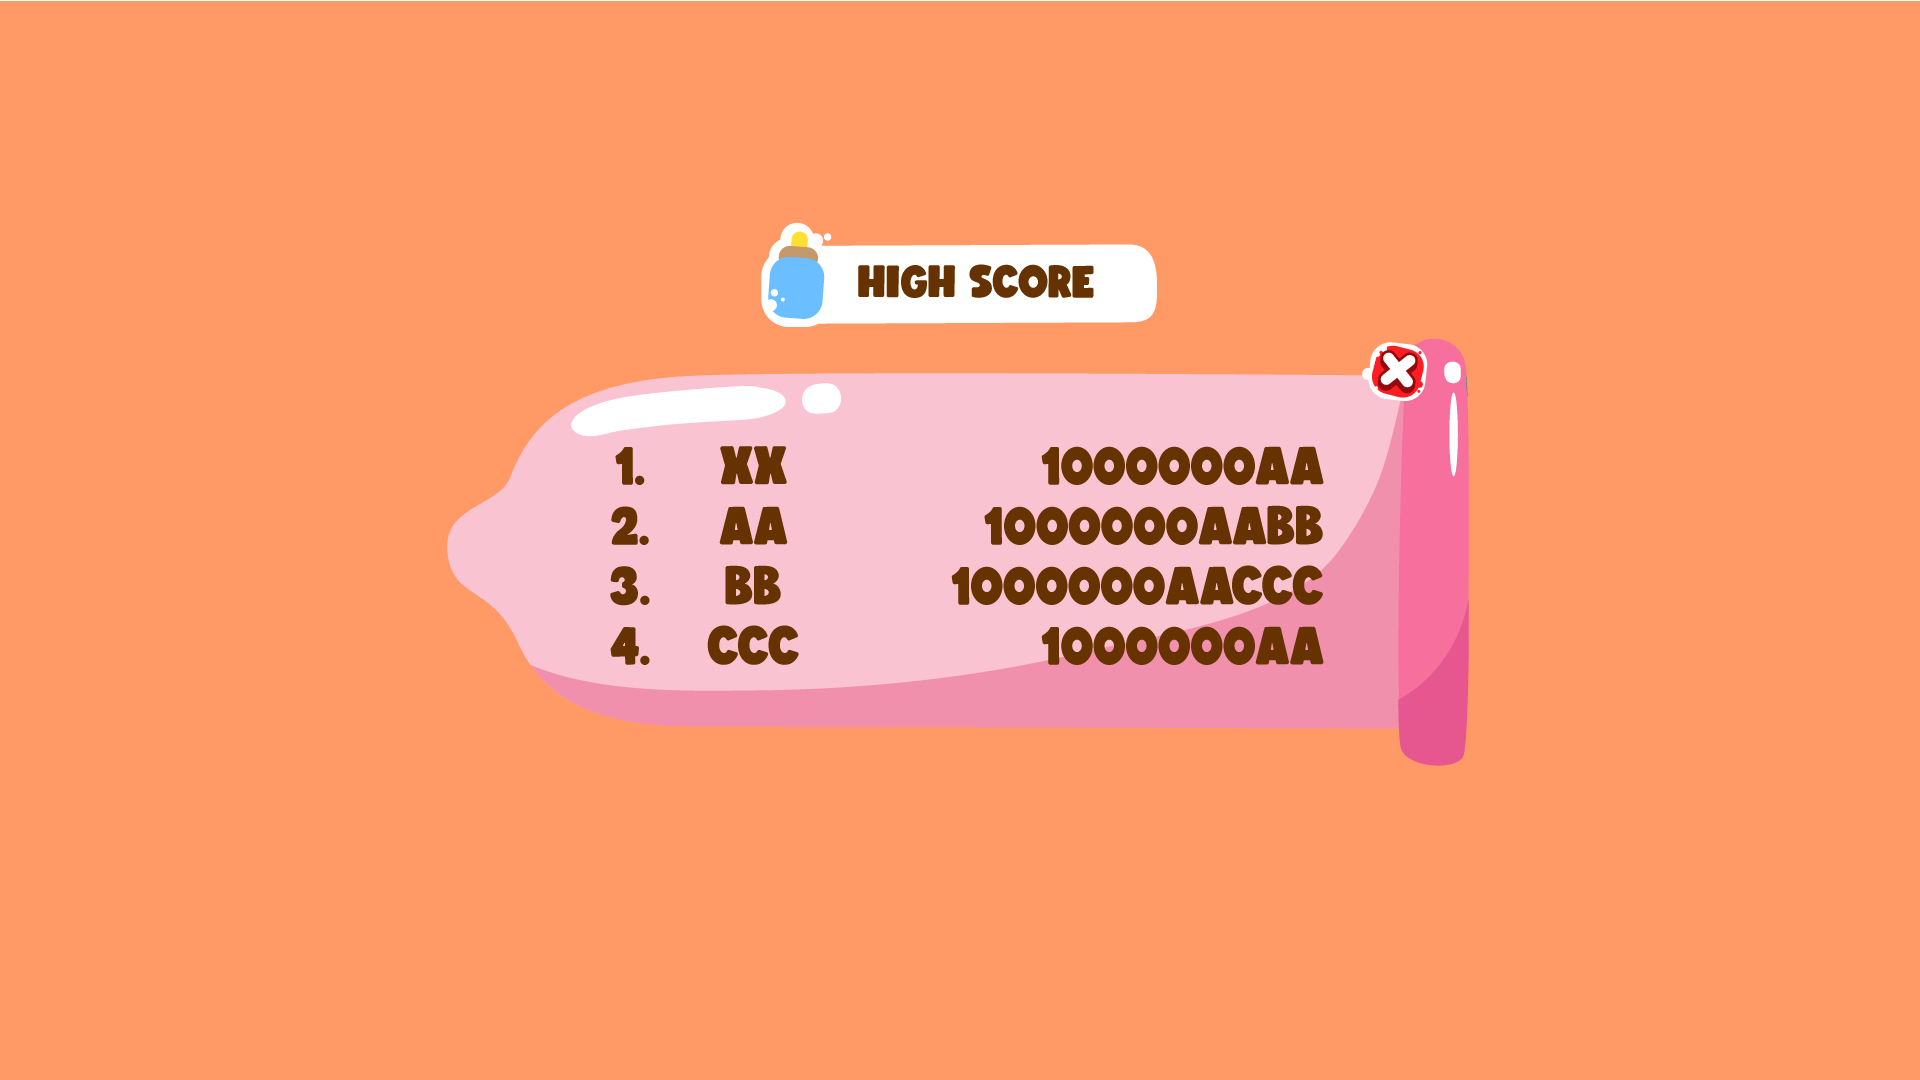 HIGH SCORE
1. XX 1000000AA
2. AA 1000000AABB
3. BB 1000000AACCC
4. CCC 1000000AA